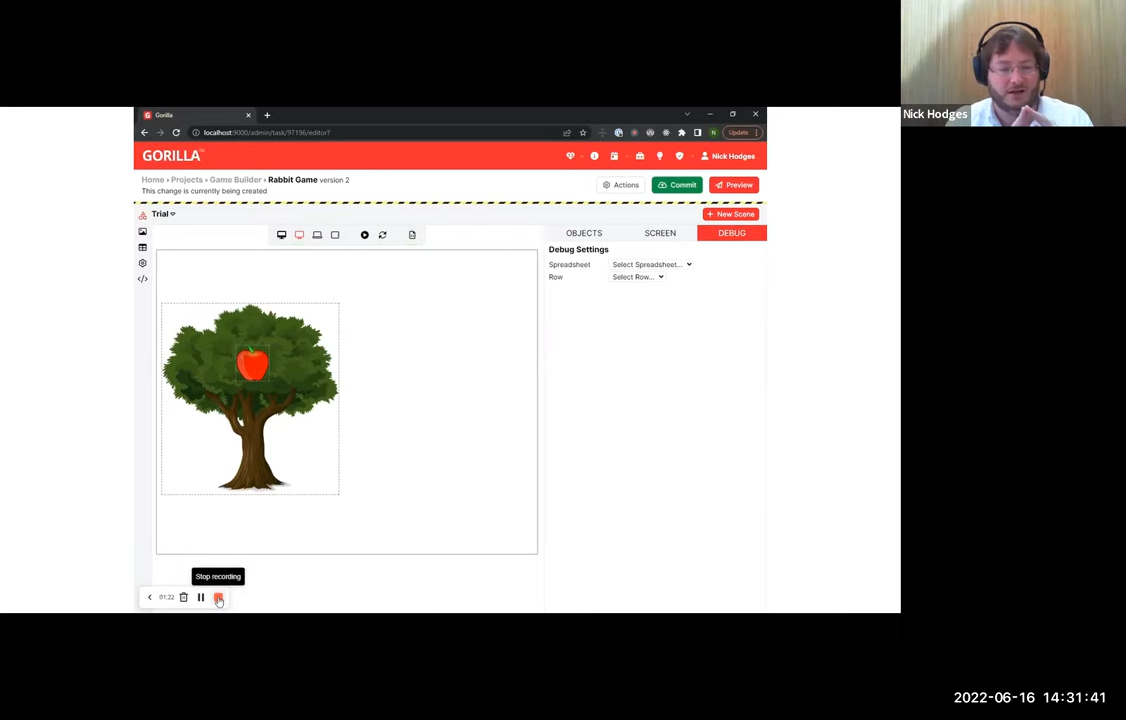 Nick Hodges
Gorilla
localhost:9000/admin/task/97196/editor?
N
Update
GORILLA™
Nick Hodges
Home › Projects › Game Builder › Rabbit Game version 2
This change is currently being created
Actions
Commit
Preview
Trial
+ New Scene
OBJECTS
SCREEN
DEBUG
Debug Settings
Spreadsheet Select Spreadsheet...
Row Select Row...
Stop recording
01:22
2022-06-16 14:31:41